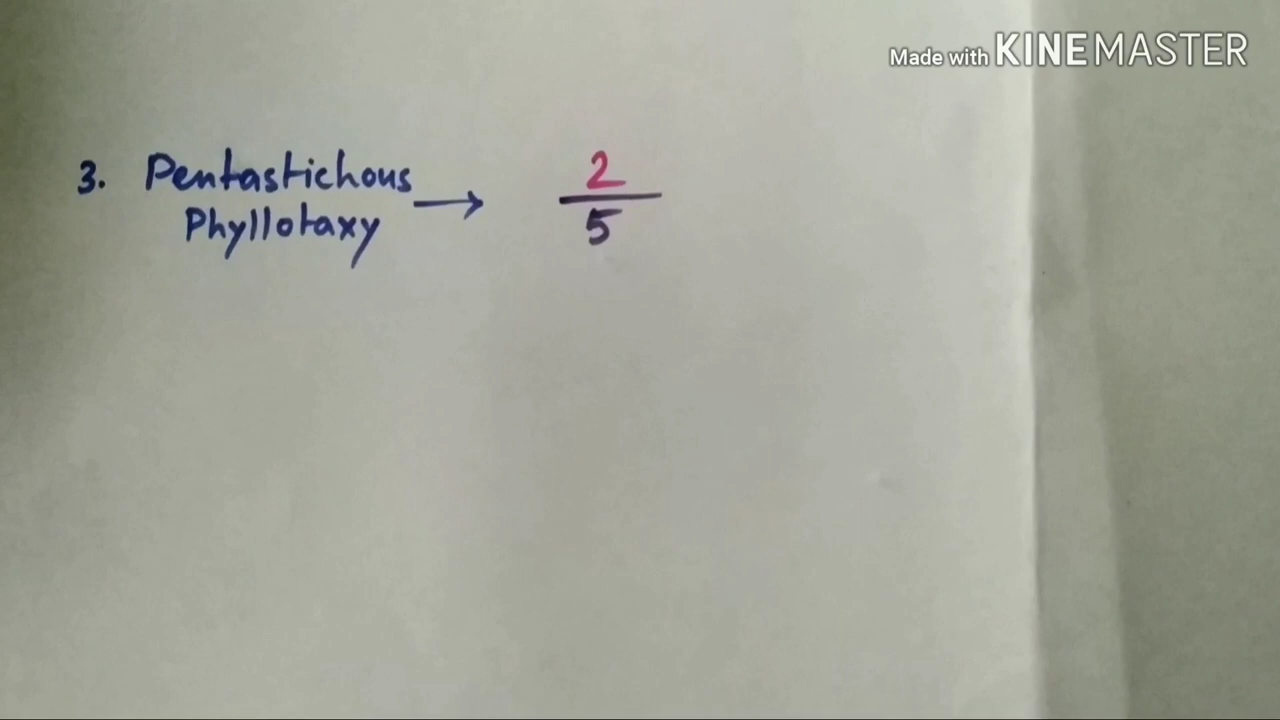 Made with KINEMASTER
3. Pentastichous
Phyllotaxy → 2
5